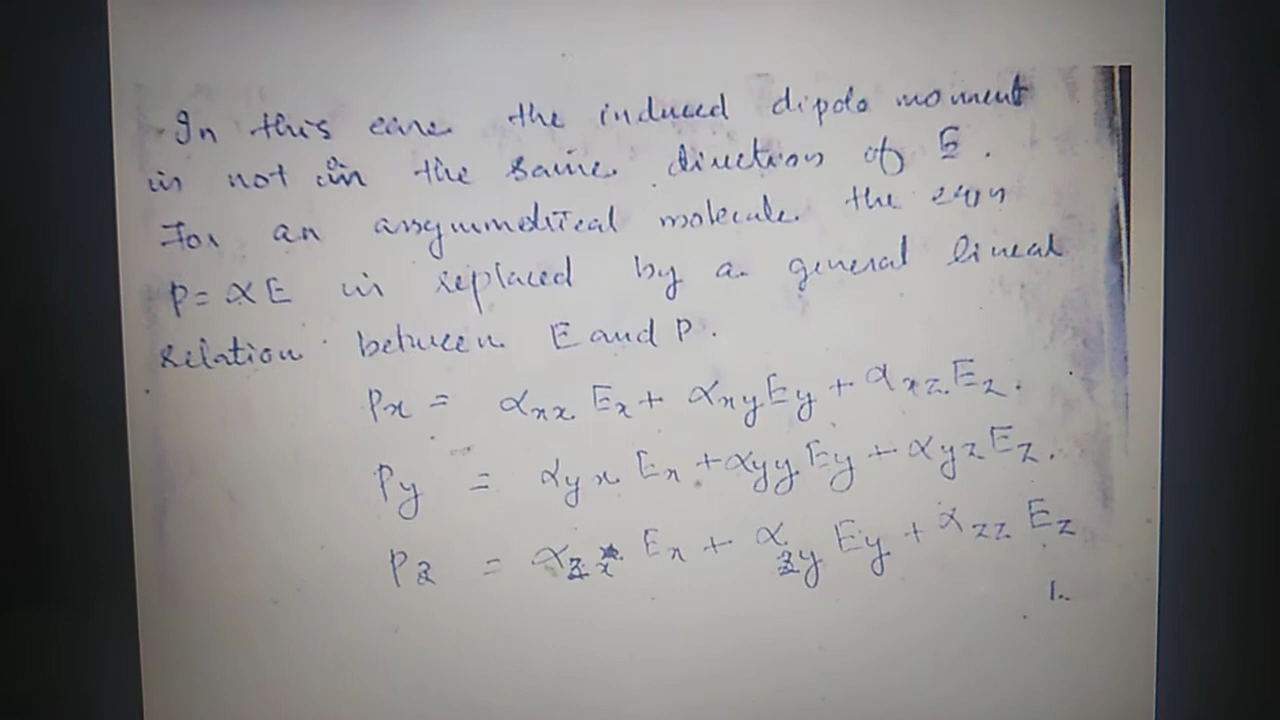 In this case the induced dipole moment
is not in the same direction of E.
For an assymmetrical molecule the eqn
P = αE is replaced by a general linear
relation between E and P.
Px = αxx Ex + αxy Ey + αxz Ez.
Py = αyx Ex + αyy Ey + αyz Ez.
Pz = αzx Ex + αzy Ey + αzz Ez
1.